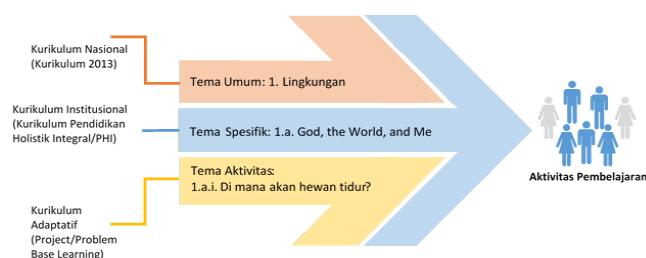 Kurikulum Nasional
(Kurikulum 2013)
Tema Umum: 1. Lingkungan
Kurikulum Institusional
(Kurikulum Pendidikan
Holistik Integral/PHI)
Tema Spesifik: 1.a. God, the World, and Me
Tema Aktivitas:
1.a.i. Di mana akan hewan tidur?
Kurikulum
Adaptatif
(Project/Problem
Base Learning)
Aktivitas Pembelajaran